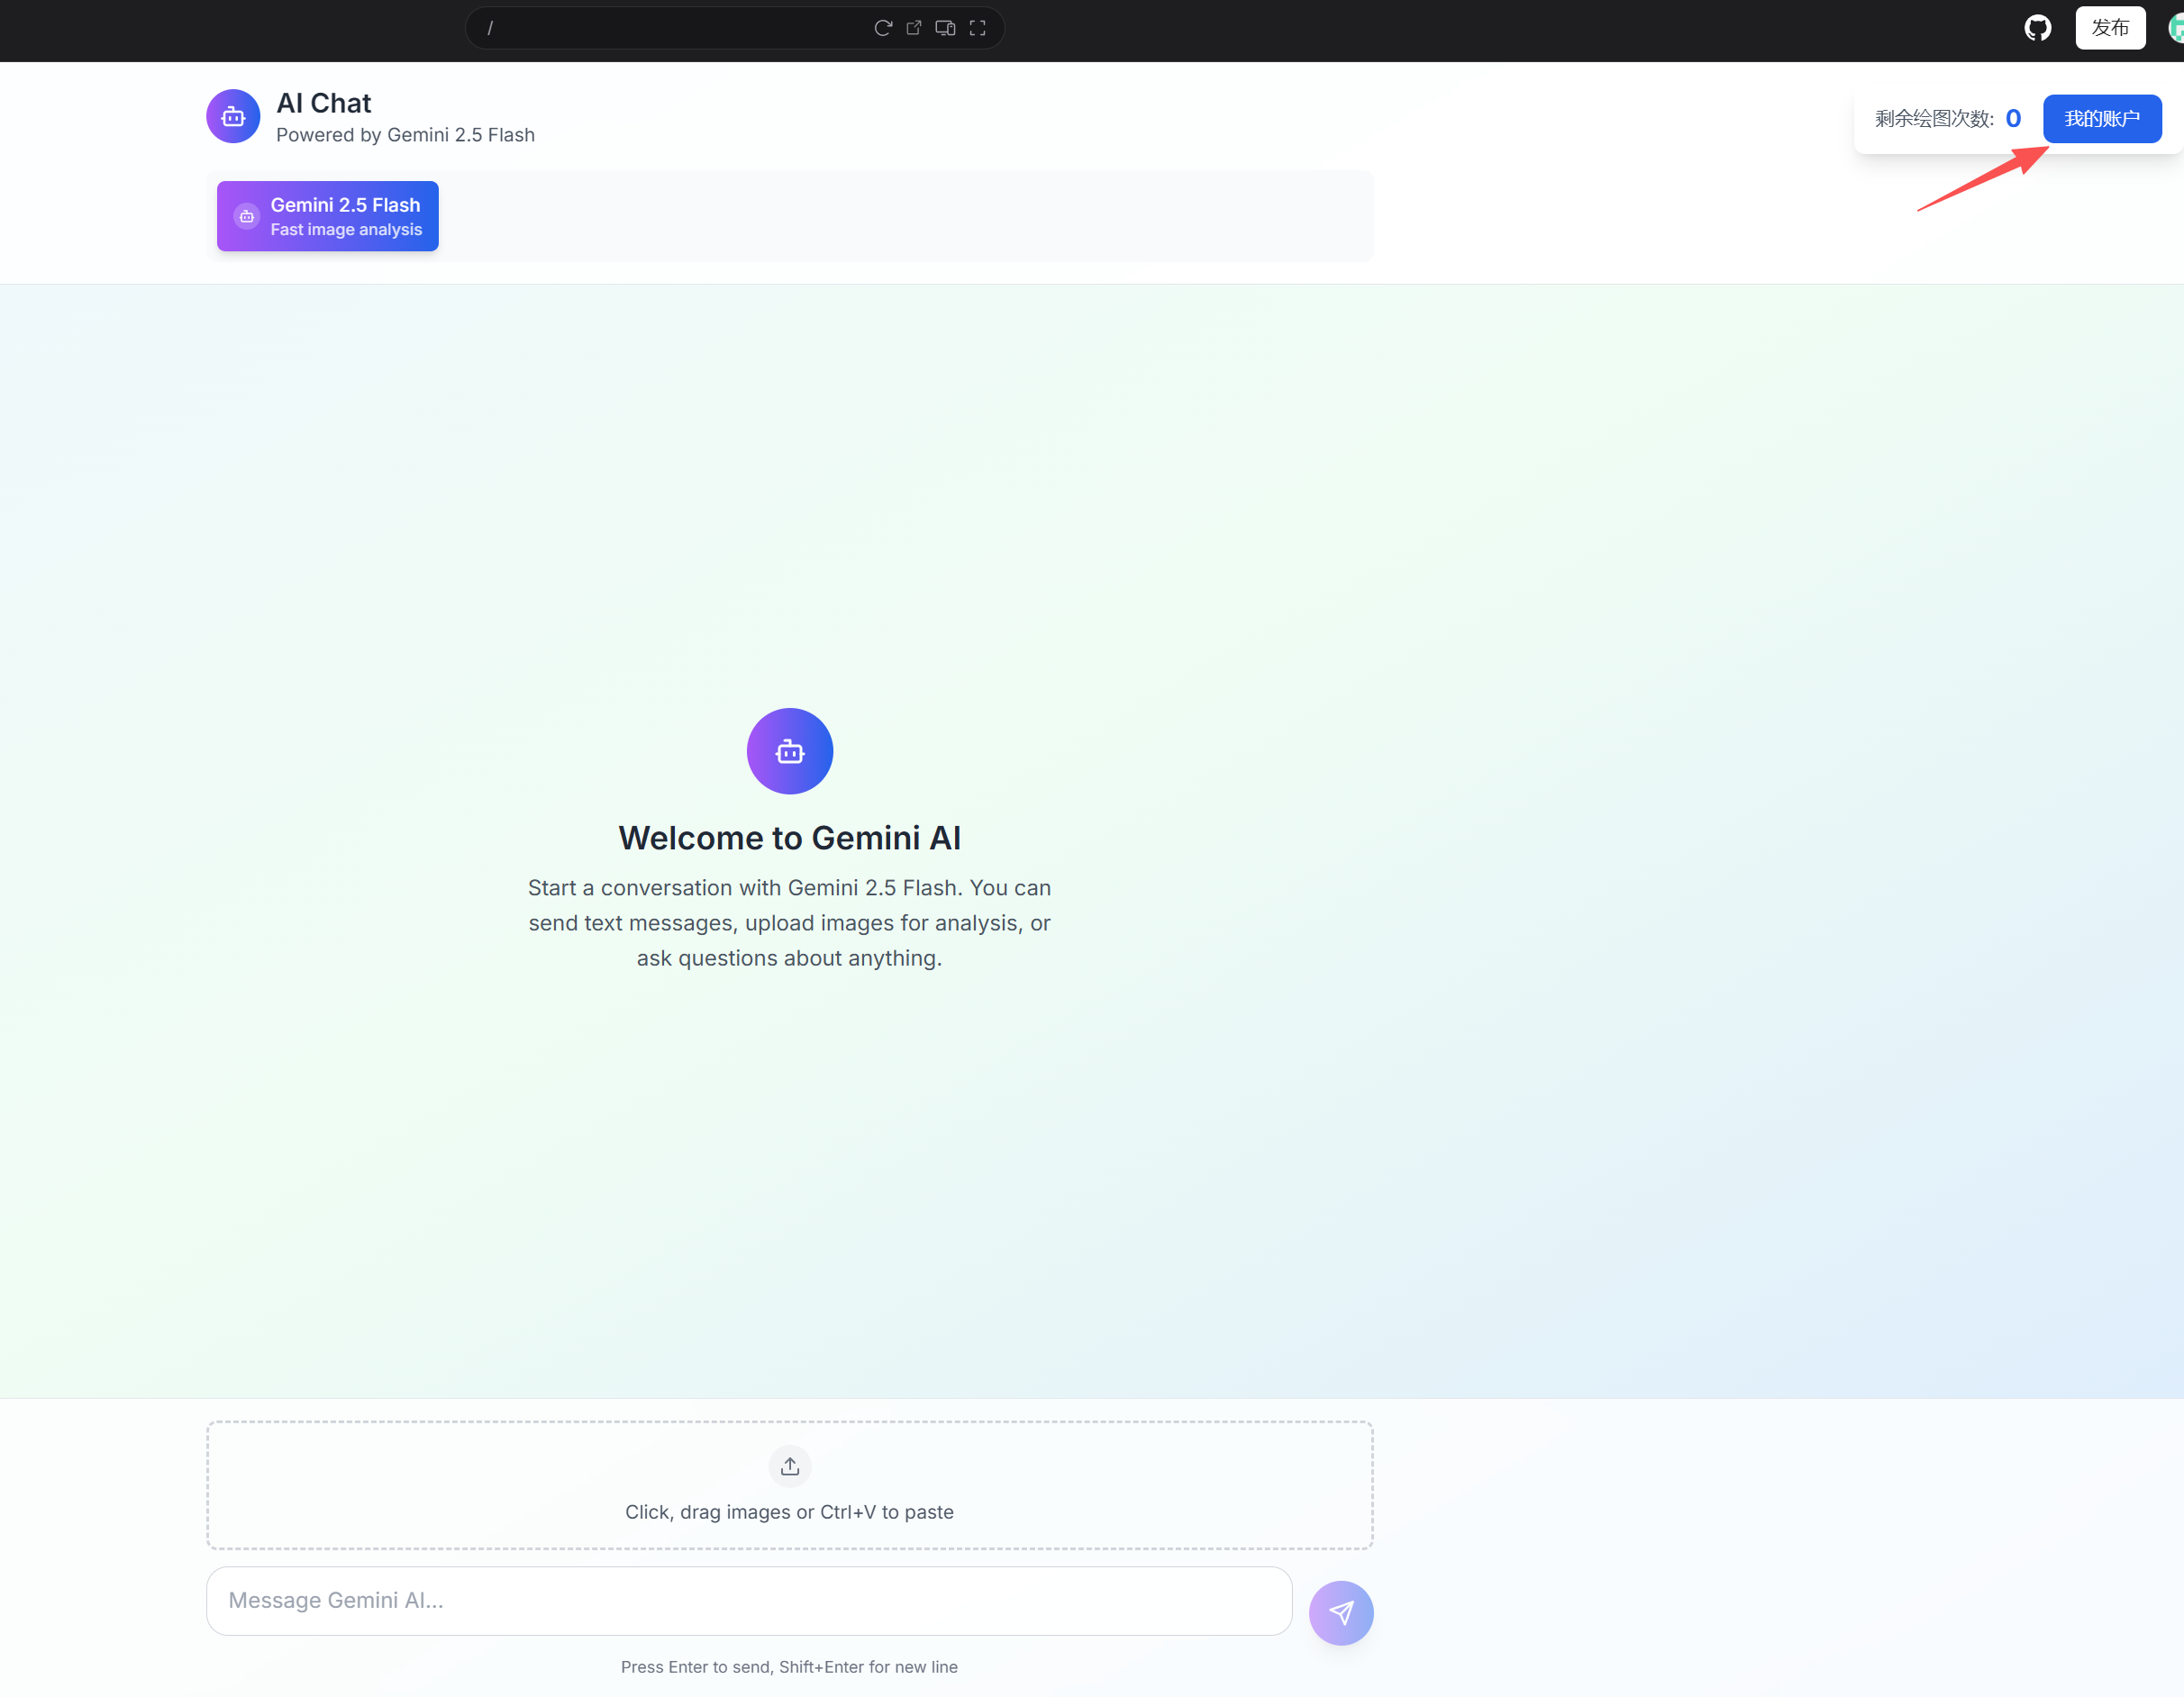 /
发布
AI Chat
Powered by Gemini 2.5 Flash
剩余绘图次数: 0
我的账户
Gemini 2.5 Flash
Fast image analysis
Welcome to Gemini AI
Start a conversation with Gemini 2.5 Flash. You can
send text messages, upload images for analysis, or
ask questions about anything.
Click, drag images or Ctrl+V to paste
Message Gemini AI...
Press Enter to send, Shift+Enter for new line